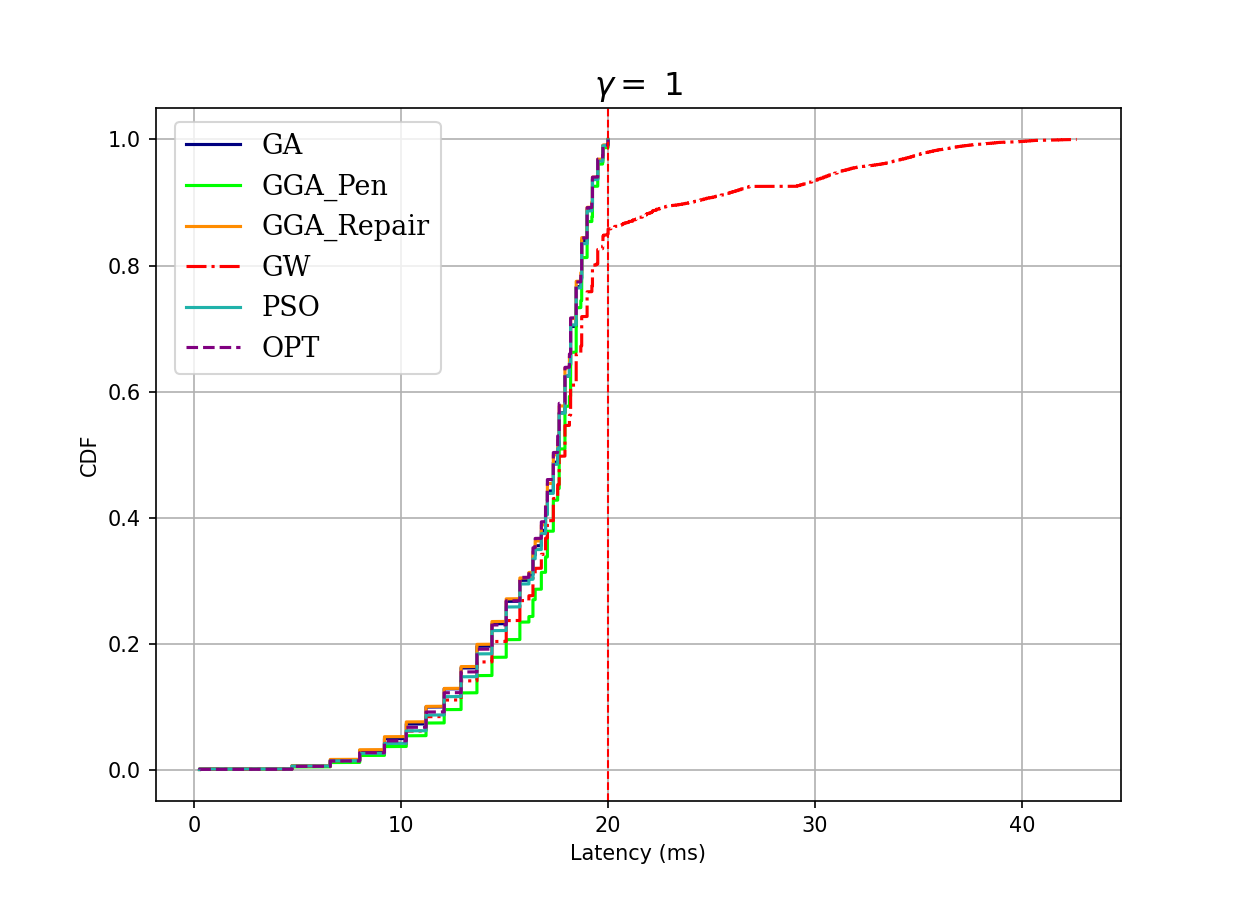 γ = 1
GA
GGA_Pen
GGA_Repair
GW
PSO
OPT
1.0
0.8
0.6
0.4
0.2
0.0
CDF
0 10 20 30 40
Latency (ms)